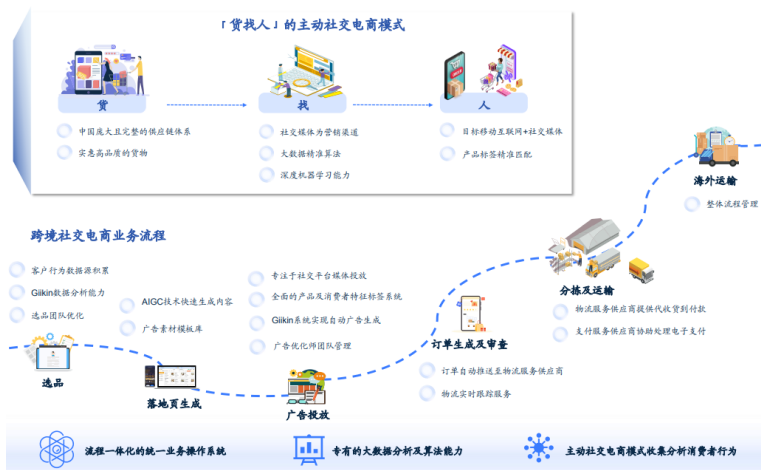 「货找人」的主动社交电商模式
货
找
人
中国庞大且完整的供应链体系
实惠高品质的货物
社交媒体为营销渠道
大数据精准算法
深度机器学习能力
目标移动互联网+社交媒体
产品标签精准匹配
海外运输
整体流程管理
跨境社交电商业务流程
客户行为数据源积累
Giikin数据分析能力
选品团队优化
选品
AIGC技术快速生成内容
广告素材模板库
落地页生成
专注于社交平台媒体投放
全面的产品及消费者特征标签系统
Giikin系统实现自动广告生成
广告优化师团队管理
广告投放
订单生成及审查
订单自动推送至物流服务供应商
物流实时跟踪服务
分拣及运输
物流服务供应商提供代收货到付款
支付服务供应商协助处理电子支付
流程一体化的统一业务操作系统
专有的大数据分析及算法能力
主动社交电商模式收集分析消费者行为